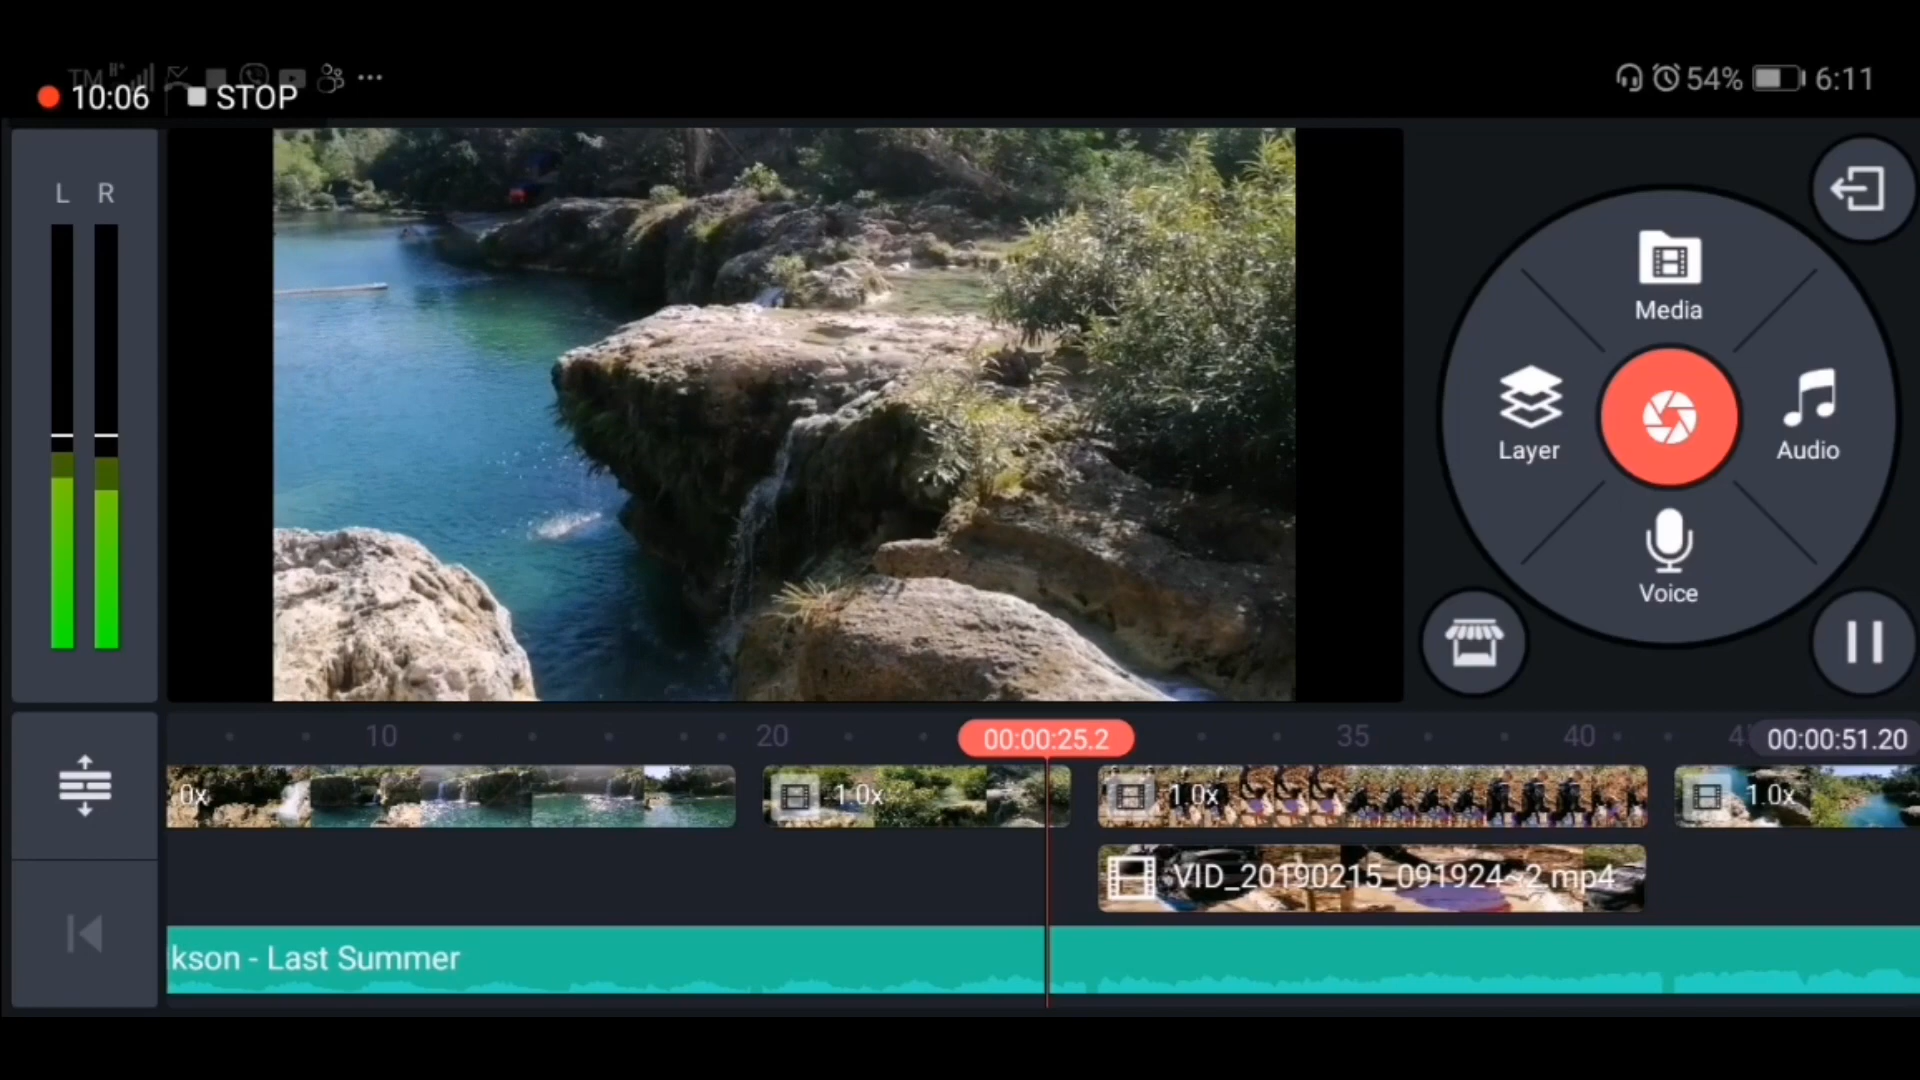 TM H+ 54% 6:11
10:06 STOP
L R
Media
Layer
Audio
Voice
10 20 00:00:25.2 35 40 00:00:51.20
0x 1.0x 1.0x 1.0x
VID_20190215_091924~2.mp4
kson - Last Summer